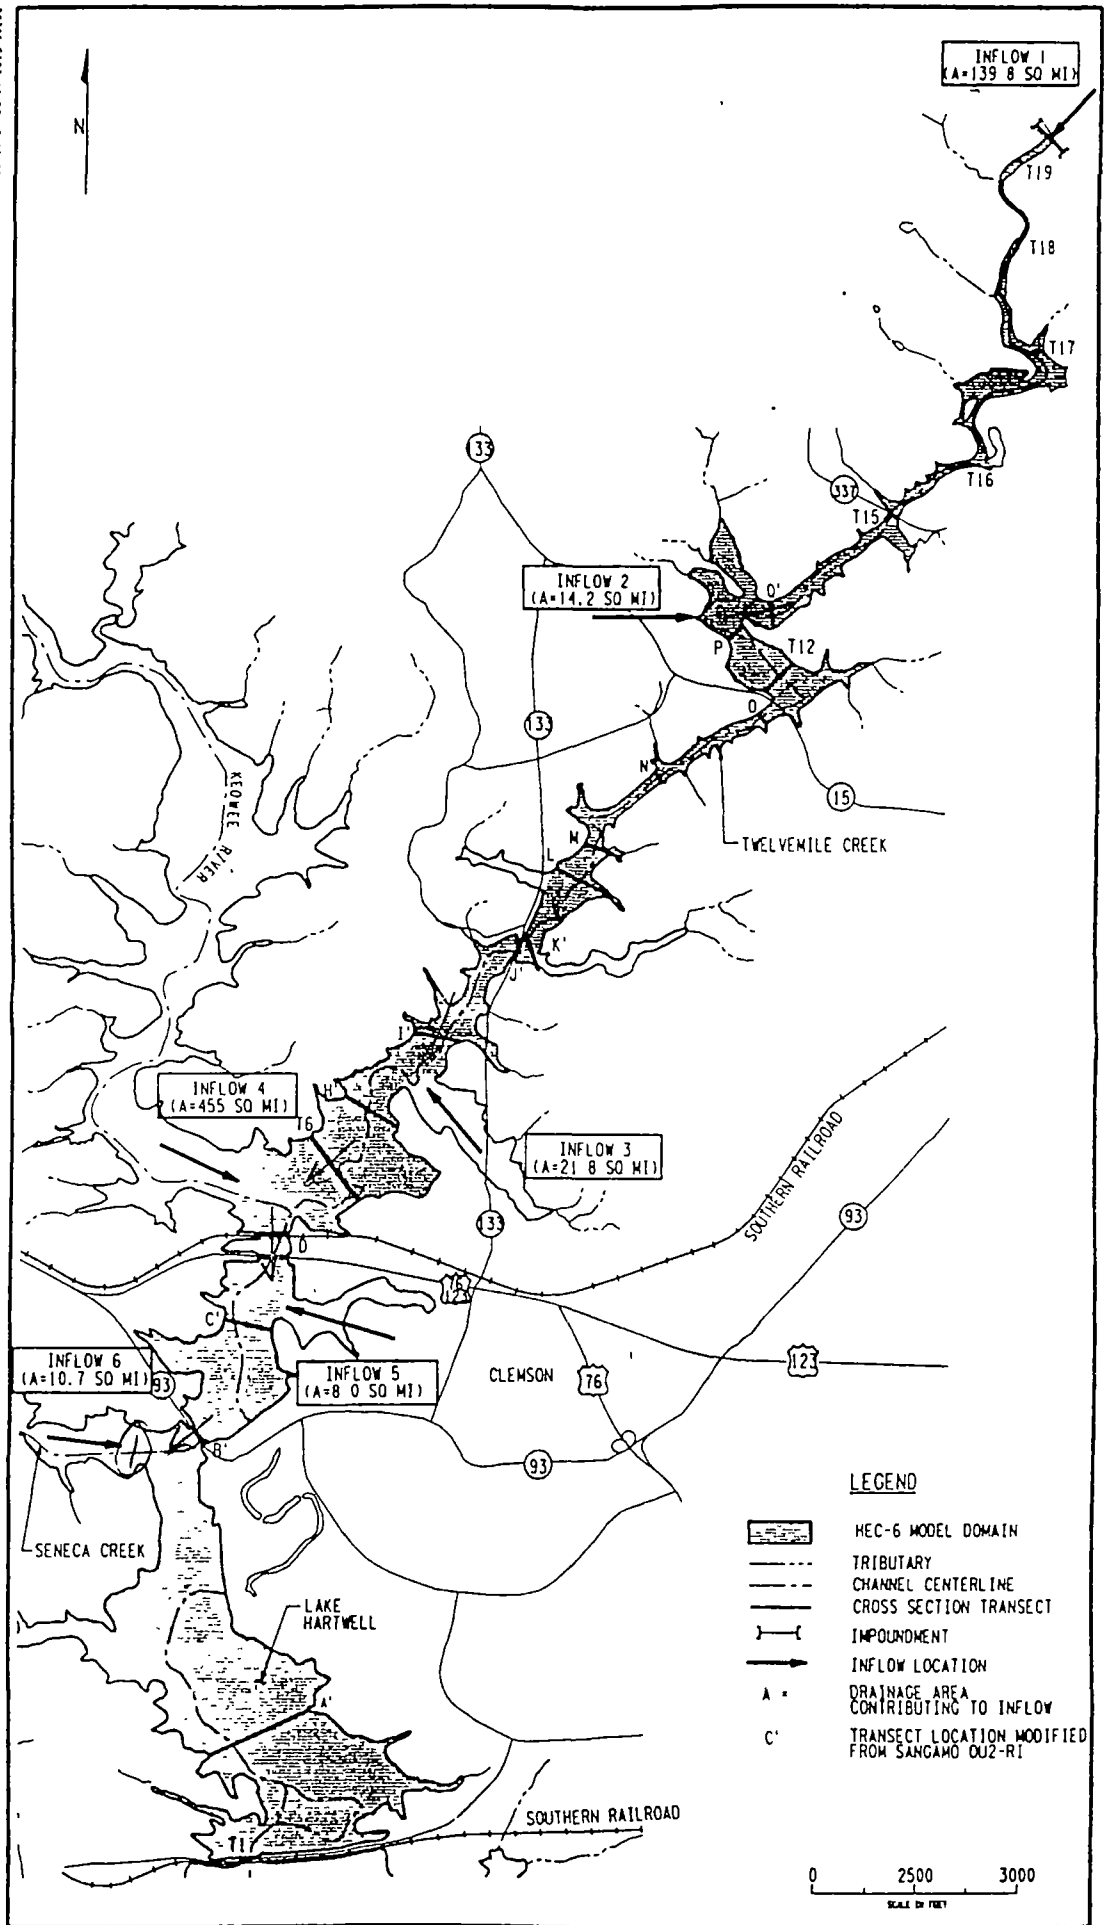 INFLOW 1
(A=139 8 SQ MI)
N
T19
T18
T17
133
337
T16
T15
INFLOW 2
(A=14.2 SQ MI)
Q'
Q
P
T12
O
133
N'
15
KEOWEE
RIVER
M
TWELVEMILE CREEK
L
K'
J'
I'
INFLOW 4
(A=455 SQ MI)
H'
T6
INFLOW 3
(A=21 8 SQ MI)
SOUTHERN RAILROAD
133
93
D
76
123
C'
INFLOW 6
(A=10.7 SQ MI)
93
INFLOW 5
(A=8 0 SQ MI)
CLEMSON
76
123
B'
93
SENECA CREEK
LAKE
HARTWELL
A'
SOUTHERN RAILROAD
T1
LEGEND
HEC-6 MODEL DOMAIN
TRIBUTARY
CHANNEL CENTERLINE
CROSS SECTION TRANSECT
IMPOUNDMENT
INFLOW LOCATION
A = DRAINAGE AREA
CONTRIBUTING TO INFLOW
C' TRANSECT LOCATION MODIFIED
FROM SANGAMO OU2-RI
0 2500 3000
SCALE IN FEET